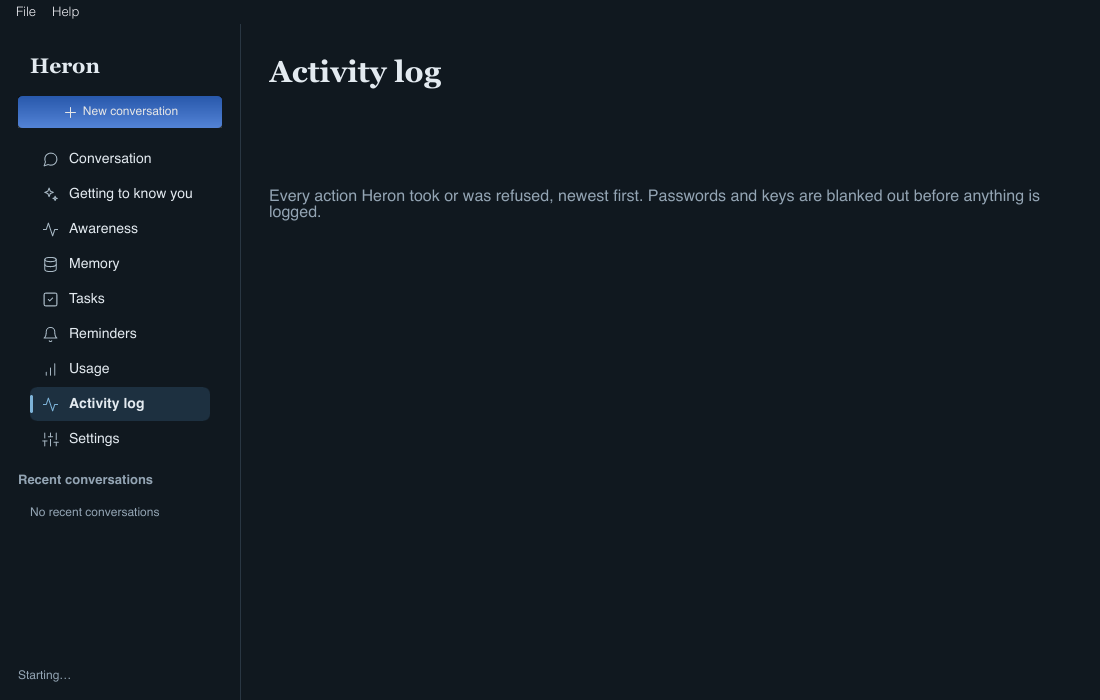 File Help
Heron
New conversation
Conversation
Getting to know you
Awareness
Memory
Tasks
Reminders
Usage
Activity log
Settings
Recent conversations
No recent conversations
Starting…
Activity log
Every action Heron took or was refused, newest first. Passwords and keys are blanked out before anything is
logged.